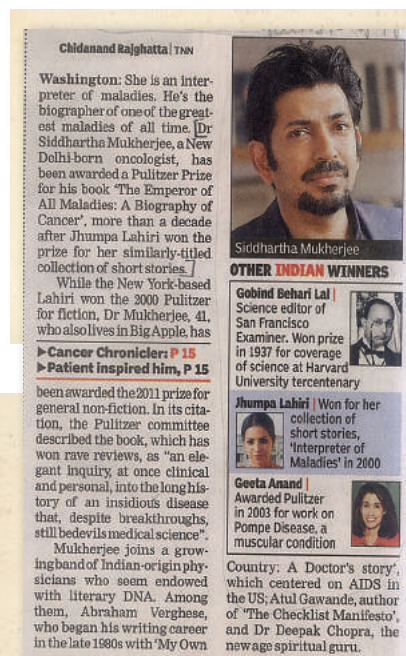 Chidanand Rajghatta | TNN
Washington: She is an inter-
preter of maladies. He's the
biographer of one of the great-
est maladies of all time. Dr
Siddhartha Mukherjee, a New
Delhi-born oncologist, has
been awarded a Pulitzer Prize
for his book 'The Emperor of
All Maladies: A Biography of
Cancer', more than a decade
after Jhumpa Lahiri won the
prize for her similarly-titled
collection of short stories.
While the New York-based
Lahiri won the 2000 Pulitzer
for fiction, Dr Mukherjee, 41,
who also lives in Big Apple, has
▶Cancer Chronicler: P 15
▶Patient inspired him, P 15
been awarded the 2011 prize for
general non-fiction. In its cita-
tion, the Pulitzer committee
described the book, which has
won rave reviews, as "an ele-
gant inquiry, at once clinical
and personal, into the long his-
tory of an insidious disease
that, despite breakthroughs,
still bedevils medical science".
Mukherjee joins a grow-
ing band of Indian-origin phy-
sicians who seem endowed
with literary DNA. Among
them, Abraham Verghese,
who began his writing career
in the late 1980s with 'My Own
Siddhartha Mukherjee
OTHER INDIAN WINNERS
Gobind Behari Lal |
Science editor of
San Francisco
Examiner. Won prize
in 1937 for coverage
of science at Harvard
University tercentenary
Jhumpa Lahiri | Won for her
collection of
short stories,
'Interpreter of
Maladies' in 2000
Geeta Anand |
Awarded Pulitzer
in 2003 for work on
Pompe Disease, a
muscular condition
Country: A Doctor's story',
which centered on AIDS in
the US; Atul Gawande, author
of 'The Checklist Manifesto',
and Dr Deepak Chopra, the
new age spiritual guru.